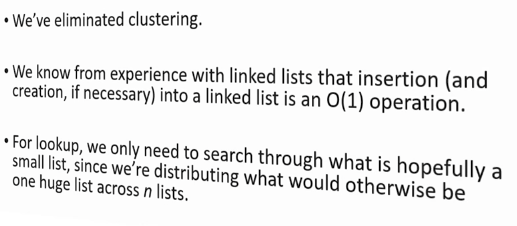 • We've eliminated clustering.
• We know from experience with linked lists that insertion (and
creation, if necessary) into a linked list is an O(1) operation.
• For lookup, we only need to search through what is hopefully a
small list, since we're distributing what would otherwise be
one huge list across n lists.